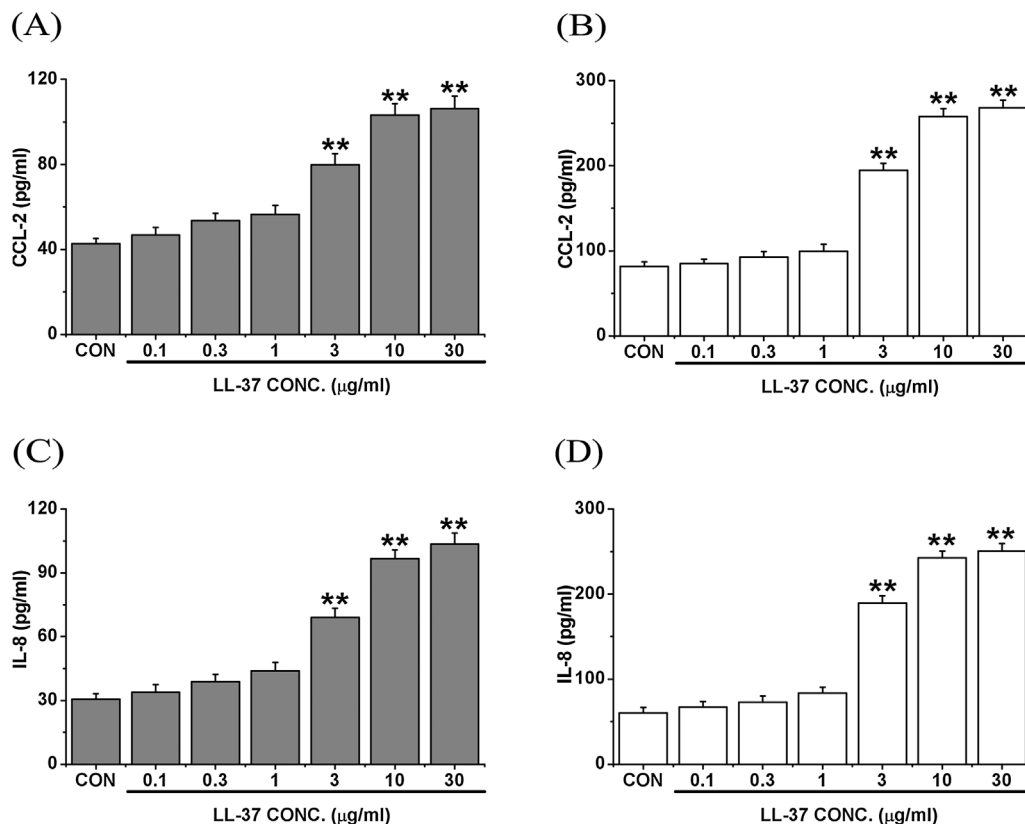 (A)
120
80
40
0
CCL-2 (pg/ml)
** ** **
CON 0.1 0.3 1 3 10 30
LL-37 CONC. (μg/ml)
(B)
300
200
100
0
CCL-2 (pg/ml)
** ** **
CON 0.1 0.3 1 3 10 30
LL-37 CONC. (μg/ml)
(C)
120
90
60
30
0
IL-8 (pg/ml)
** ** **
CON 0.1 0.3 1 3 10 30
LL-37 CONC. (μg/ml)
(D)
300
200
100
0
IL-8 (pg/ml)
** ** **
CON 0.1 0.3 1 3 10 30
LL-37 CONC. (μg/ml)